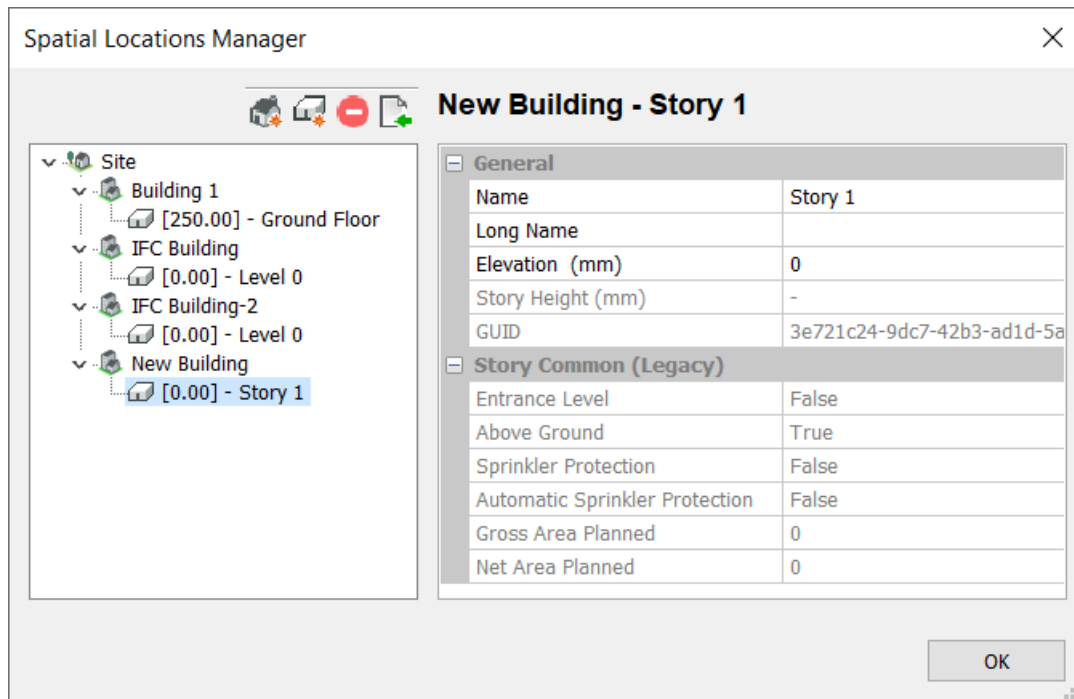 Spatial Locations Manager
New Building - Story 1
Site
Building 1
[250.00] - Ground Floor
IFC Building
[0.00] - Level 0
IFC Building-2
[0.00] - Level 0
New Building
[0.00] - Story 1
General
Name Story 1
Long Name
Elevation (mm) 0
Story Height (mm) -
GUID 3e721c24-9dc7-42b3-ad1d-5a
Story Common (Legacy)
Entrance Level False
Above Ground True
Sprinkler Protection False
Automatic Sprinkler Protection False
Gross Area Planned 0
Net Area Planned 0
OK